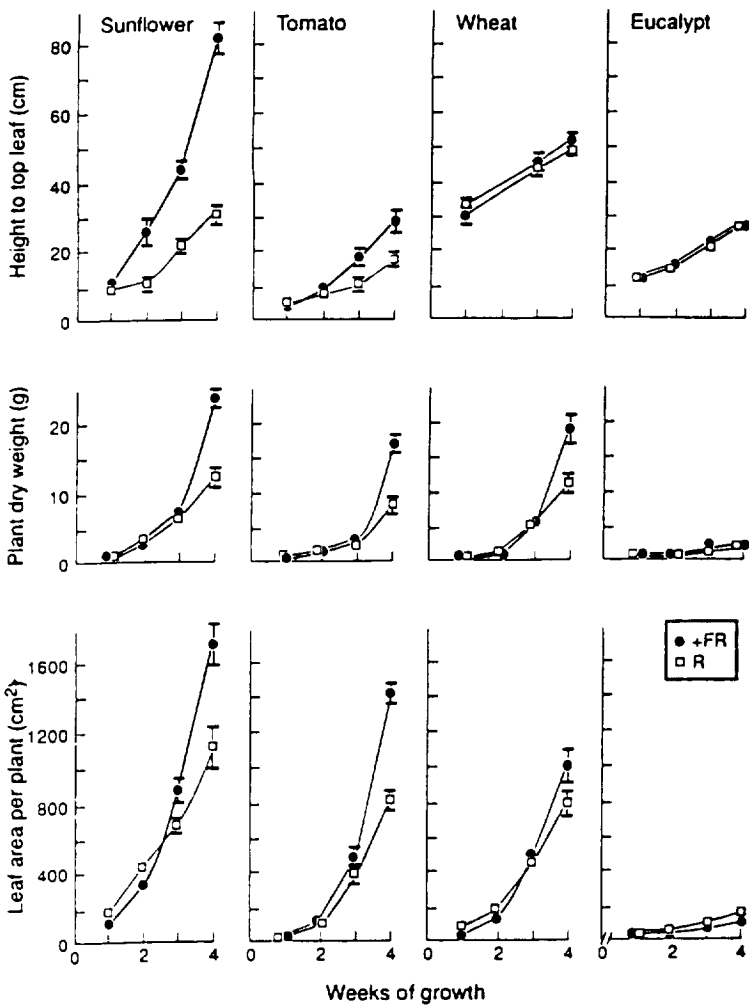 Sunflower Tomato Wheat Eucalypt
Height to top leaf (cm)
80
60
40
20
0
Plant dry weight (g)
20
10
0
Leaf area per plant (cm²)
1600
1200
800
400
0
+FR
R
0 2 4 2 4 2 4 0 2 4
Weeks of growth